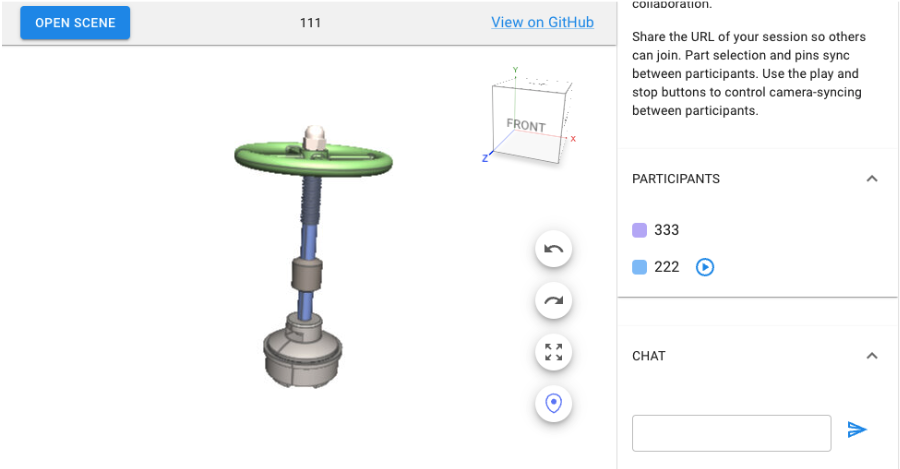 OPEN SCENE
111
View on GitHub
collaboration.
Share the URL of your session so others
can join. Part selection and pins sync
between participants. Use the play and
stop buttons to control camera-syncing
between participants.
Y
FRONT
X
Z
PARTICIPANTS
333
222
CHAT